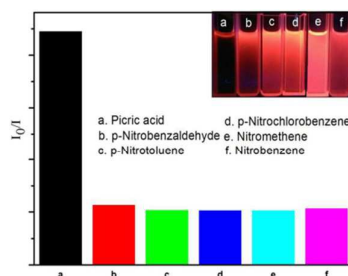 a b c d e f
I₀/I
a. Picric acid
b. p-Nitrobenzaldehyde
c. p-Nitrotoluene
d. p-Nitrochlorobenzene
e. Nitromethene
f. Nitrobenzene
a b c d e f